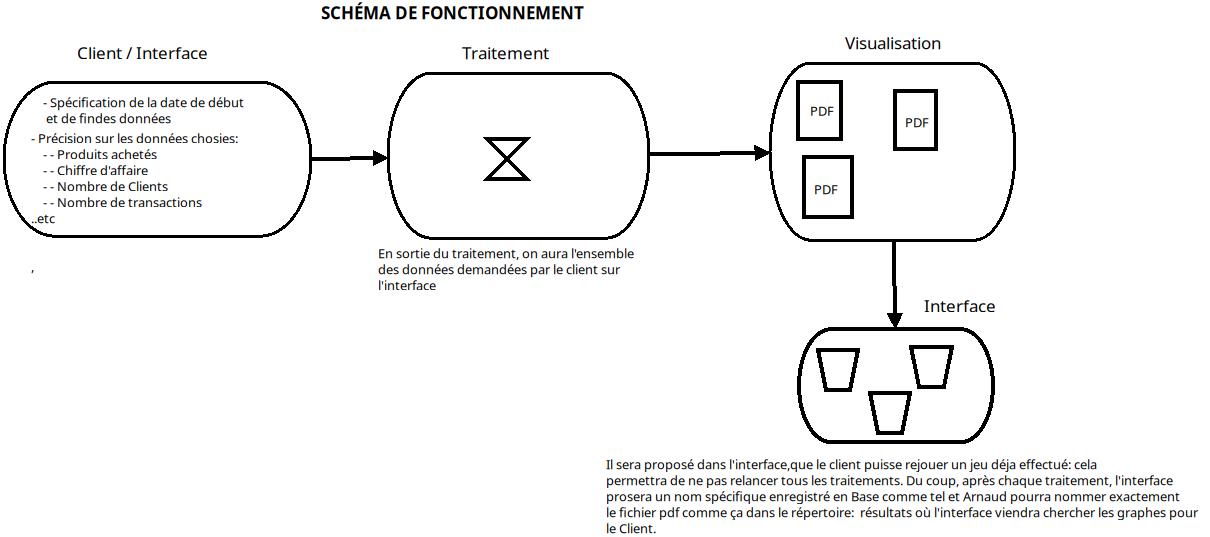 SCHÉMA DE FONCTIONNEMENT
Client / Interface
- Spécification de la date de début
et de findes données
- Précision sur les données chosies:
- - Produits achetés
- - Chiffre d'affaire
- - Nombre de Clients
- - Nombre de transactions
..etc
,
Traitement
En sortie du traitement, on aura l'ensemble
des données demandées par le client sur
l'interface
Visualisation
PDF
PDF
PDF
Interface
Il sera proposé dans l'interface,que le client puisse rejouer un jeu déja effectué: cela
permettra de ne pas relancer tous les traitements. Du coup, après chaque traitement, l'interface
prosera un nom spécifique enregistré en Base comme tel et Arnaud pourra nommer exactement
le fichier pdf comme ça dans le répertoire: résultats où l'interface viendra chercher les graphes pour
le Client.